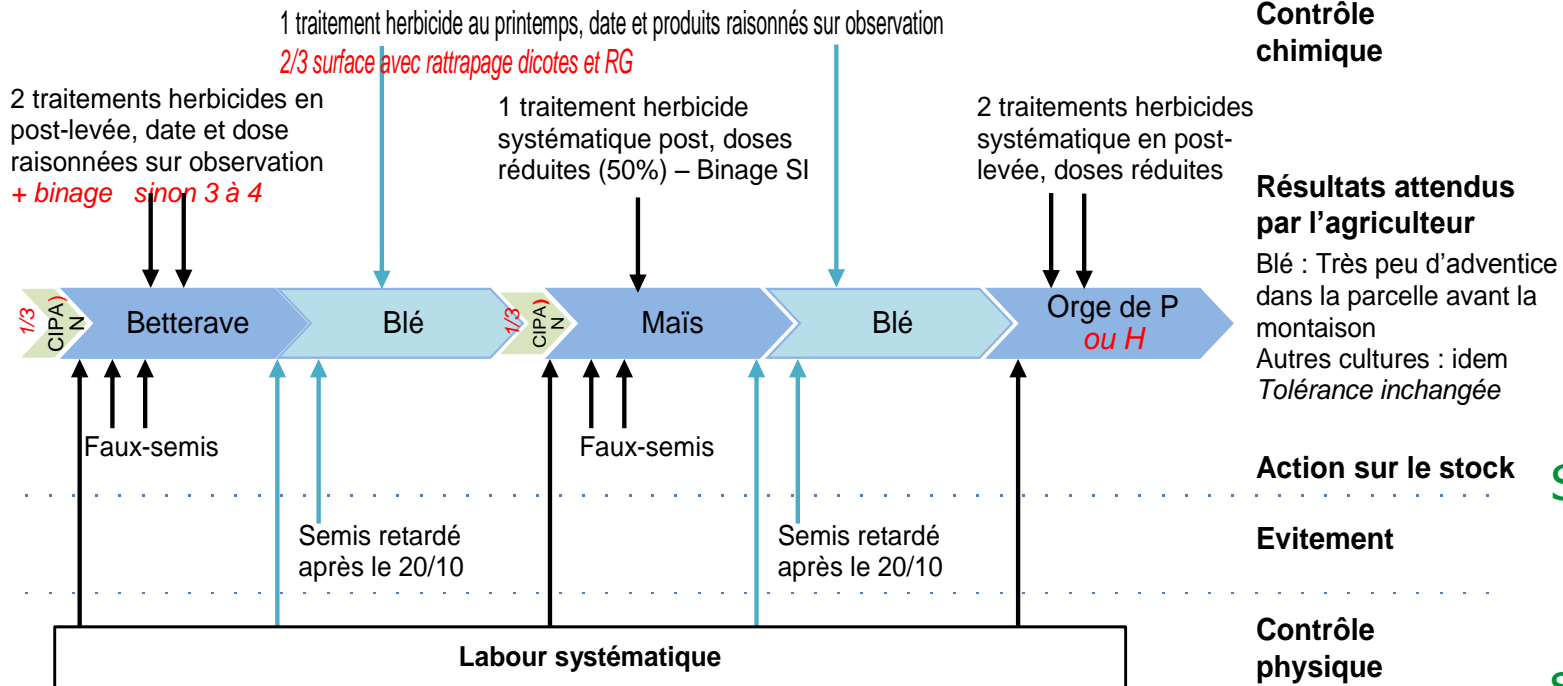 1 traitement herbicide au printemps, date et produits raisonnés sur observation
2/3 surface avec rattrapage dicotes et RG
2 traitements herbicides en
post-levée, date et dose
raisonnées sur observation
+ binage sinon 3 à 4
1 traitement herbicide
systématique post, doses
réduites (50%) – Binage SI
2 traitements herbicides
systématique en post-
levée, doses réduites
Contrôle
chimique
Résultats attendus
par l'agriculteur
Blé : Très peu d'adventice
dans la parcelle avant la
montaison
Autres cultures : idem
Tolérance inchangée
1/3
CIPA)
N
Betterave
Blé
1/3
CIPA)
N
Maïs
Blé
Orge de P
ou H
Faux-semis
Faux-semis
Action sur le stock
S
Semis retardé
après le 20/10
Semis retardé
après le 20/10
Evitement
Labour systématique
Contrôle
physique